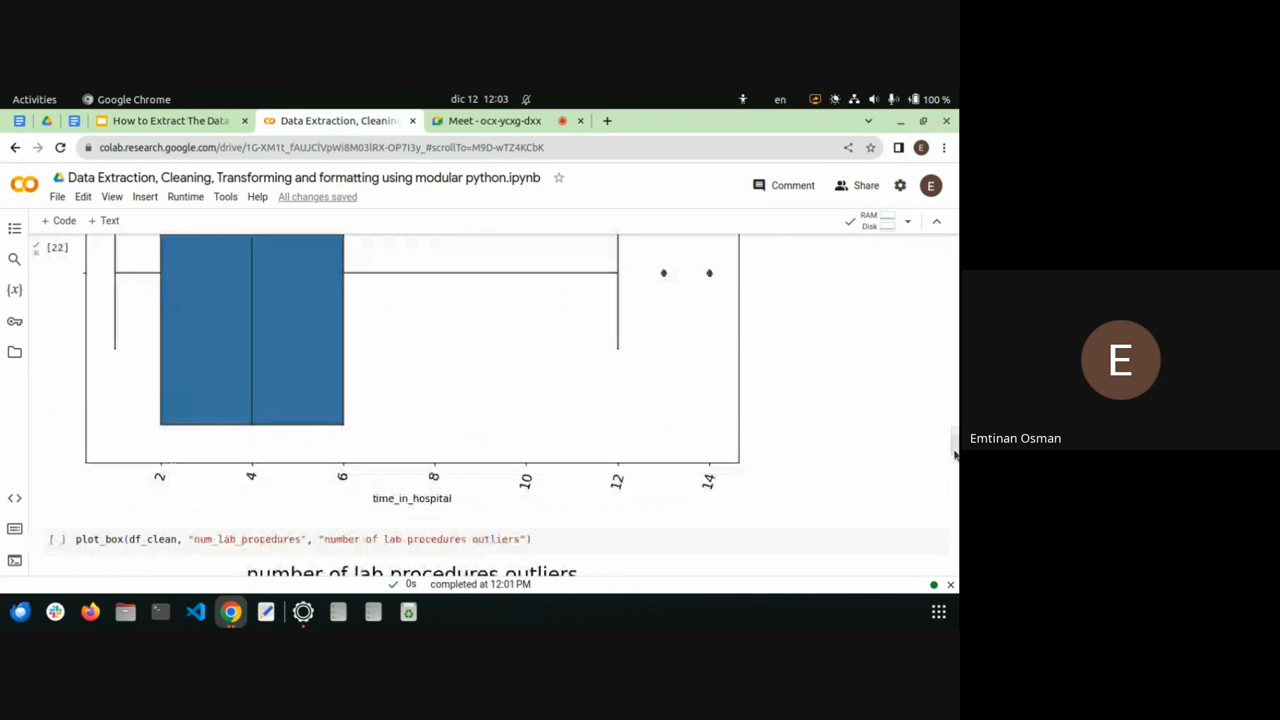 Activities
Google Chrome
dic 12 12:03
en
100 %
How to Extract The Data
Data Extraction, Cleanin
Meet - ocx-ycxg-dxx
colab.research.google.com/drive/1G-XM1t_fAUJClVpWi8M03lRX-OP7I3y_#scrollTo=M9D-wTZ4KCbK
Data Extraction, Cleaning, Transforming and formatting using modular python.ipynb
Comment
Share
E
File Edit View Insert Runtime Tools Help All changes saved
+ Code + Text
RAM
Disk
[22]
2 4 6 8 10 12 14
time_in_hospital
[ ] plot_box(df_clean, "num_lab_procedures", "number of lab procedures outliers")
number of lab procedures outliers
0s completed at 12:01 PM
E
Emtinan Osman